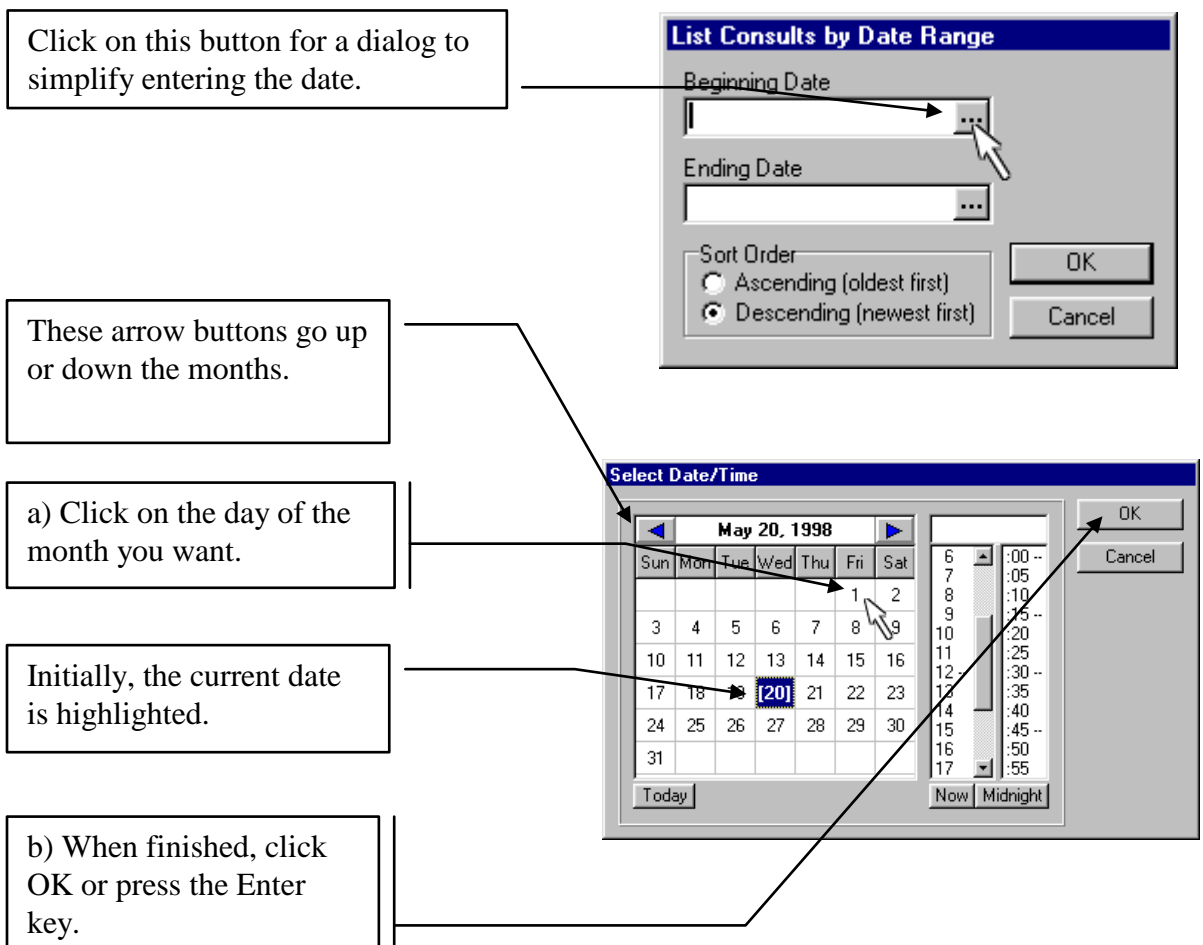 Click on this button for a dialog to
simplify entering the date.
List Consults by Date Range
Beginning Date
...
Ending Date
...
Sort Order
Ascending (oldest first)
Descending (newest first)
OK
Cancel
These arrow buttons go up
or down the months.
a) Click on the day of the
month you want.
Initially, the current date
is highlighted.
b) When finished, click
OK or press the Enter
key.
Select Date/Time
May 20, 1998
Sun Mon Tue Wed Thu Fri Sat
1 2
3 4 5 6 7 8 9
10 11 12 13 14 15 16
17 18 19 [20] 21 22 23
24 25 26 27 28 29 30
31
Today
6 :00 --
7 :05
8 :10
9 :15 --
10 :20
11 :25
12 -- :30 --
13 :35
14 :40
15 :45 --
16 :50
17 :55
Now Midnight
OK
Cancel